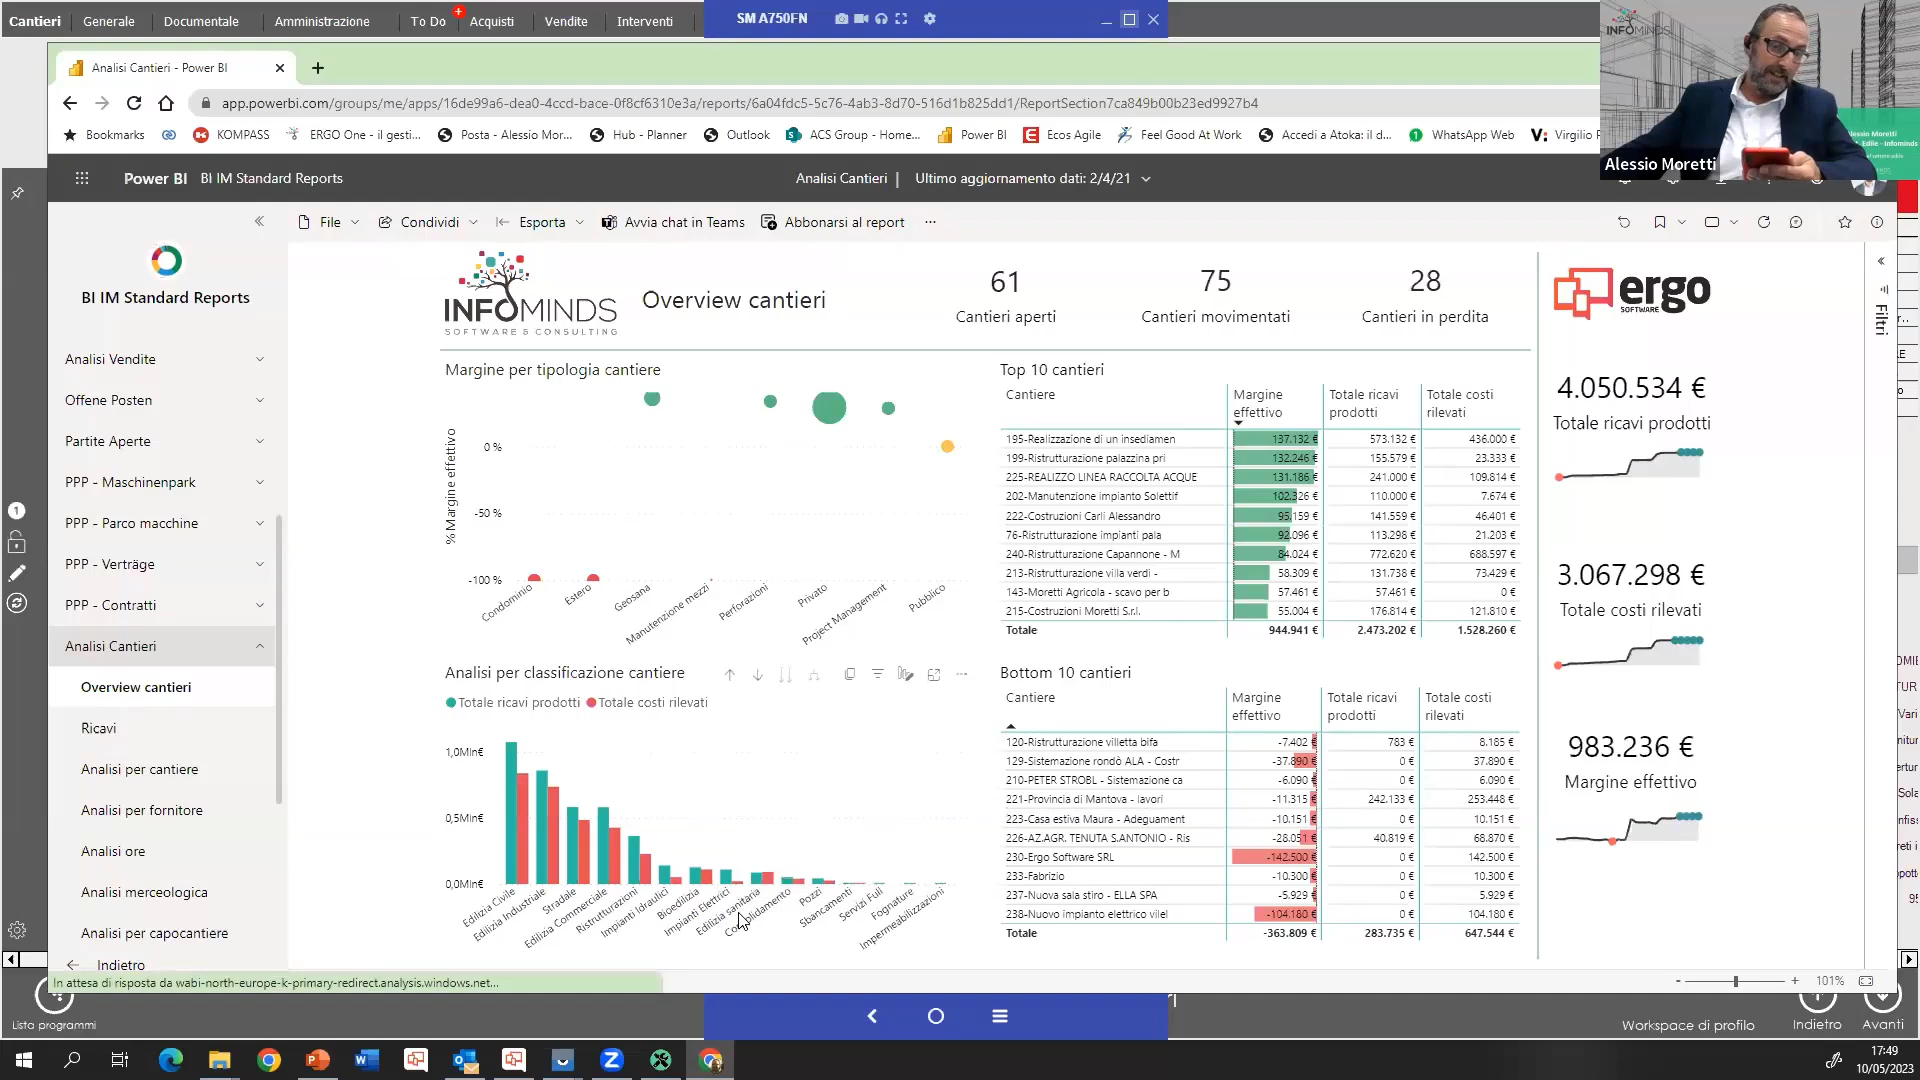 Cantieri Generale Documentale Amministrazione To Do Acquisti Vendite Interventi
SM A750FN
INFOMINDS
Alessio Moretti
Analisi Cantieri - Power BI
app.powerbi.com/groups/me/apps/16de99a6-dea0-4ccd-bace-0f8cf6310e3a/reports/6a04fdc5-5c76-4ab3-8d70-516d1b825dd1/ReportSection7ca849b00b23ed9927b4
Bookmarks KOMPASS ERGO One - il gesti... Posta - Alessio Mor... Hub - Planner Outlook ACS Group - Home... Power BI Ecos Agile Feel Good At Work Accedi a Atoka: il d... WhatsApp Web Virgilio
Power BI BI IM Standard Reports Analisi Cantieri | Ultimo aggiornamento dati: 2/4/21
File Condividi Esporta Avvia chat in Teams Abbonarsi al report ...
BI IM Standard Reports
Analisi Vendite
Offene Posten
Partite Aperte
PPP - Maschinenpark
PPP - Parco macchine
PPP - Verträge
PPP - Contratti
Analisi Cantieri
Overview cantieri
Ricavi
Analisi per cantiere
Analisi per fornitore
Analisi ore
Analisi merceologica
Analisi per capocantiere
Indietro
INFOMINDS
SOFTWARE & CONSULTING
Overview cantieri
61
Cantieri aperti
75
Cantieri movimentati
28
Cantieri in perdita
Margine per tipologia cantiere
% Margine effettivo
0 %
-50 %
-100 %
Condominio
Estero
Geosana
Manutenzione mezzi
Perforazioni
Privato
Project Management
Pubblico
Top 10 cantieri
Cantiere Margine effettivo Totale ricavi prodotti Totale costi rilevati
195-Realizzazione di un insediamen 137.132 € 573.132 € 436.000 €
199-Ristrutturazione palazzina pri 132.246 € 155.579 € 23.333 €
225-REALIZZO LINEA RACCOLTA ACQUE 131.186 € 241.000 € 109.814 €
202-Manutenzione impianto Solettif 102.326 € 110.000 € 7.674 €
222-Costruzioni Carli Alessandro 95.159 € 141.559 € 46.401 €
76-Ristrutturazione impianti pala 92.096 € 113.298 € 21.203 €
240-Ristrutturazione Capannone - M 84.024 € 772.620 € 688.597 €
213-Ristrutturazione villa verdi - 58.309 € 131.738 € 73.429 €
143-Moretti Agricola - scavo per b 57.461 € 57.461 € 0 €
215-Costruzioni Moretti S.r.l. 55.004 € 176.814 € 121.810 €
Totale 944.941 € 2.473.202 € 1.528.260 €
Analisi per classificazione cantiere
Totale ricavi prodotti Totale costi rilevati
1,0Mln€
0,5Mln€
0,0Mln€
Edilizia Civile
Edilizia Industriale
Stradale
Edilizia Commerciale
Ristrutturazioni
Impianti Idraulici
Bioedilizia
Impianti Elettrici
Edilizia sanitaria
Pozzi
Sbancamenti
Servizi Funi
Fognature
Impermeabilizzazioni
Bottom 10 cantieri
Cantiere Margine effettivo Totale ricavi prodotti Totale costi rilevati
120-Ristrutturazione villetta bifa -7.402 € 783 € 8.185 €
129-Sistemazione rondò ALA - Costr -37.890 € 0 € 37.890 €
210-PETER STROBL - Sistemazione ca -6.090 € 0 € 6.090 €
221-Provincia di Mantova - lavori -11.315 € 242.133 € 253.448 €
223-Casa estiva Maura - Adeguament -10.151 € 0 € 10.151 €
226-AZ.AGR. TENUTA S.ANTONIO - Ris -28.051 € 40.819 € 68.870 €
230-Ergo Software SRL -142.500 € 0 € 142.500 €
233-Fabrizio -10.300 € 0 € 10.300 €
237-Nuova sala stiro - ELLA SPA -5.929 € 0 € 5.929 €
238-Nuovo impianto elettrico vilel -104.180 € 0 € 104.180 €
Totale -363.809 € 283.735 € 647.544 €
ergo
SOFTWARE
4.050.534 €
Totale ricavi prodotti
3.067.298 €
Totale costi rilevati
983.236 €
Margine effettivo
Filtri
In attesa di risposta da wabi-north-europe-k-primary-redirect.analysis.windows.net...
101%
Lista programmi
Workspace di profilo Indietro Avanti
17:49
10/05/2023